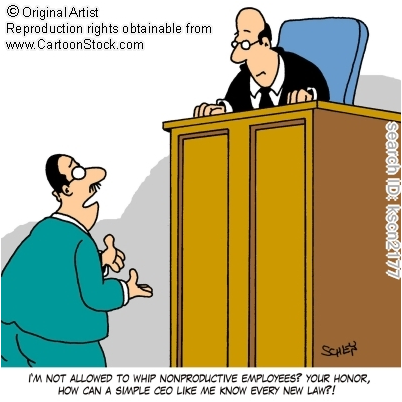 © Original Artist
Reproduction rights obtainable from
www.CartoonStock.com
search ID: kscn2177
SCHLEY
I'M NOT ALLOWED TO WHIP NONPRODUCTIVE EMPLOYEES? YOUR HONOR,
HOW CAN A SIMPLE CEO LIKE ME KNOW EVERY NEW LAW?!